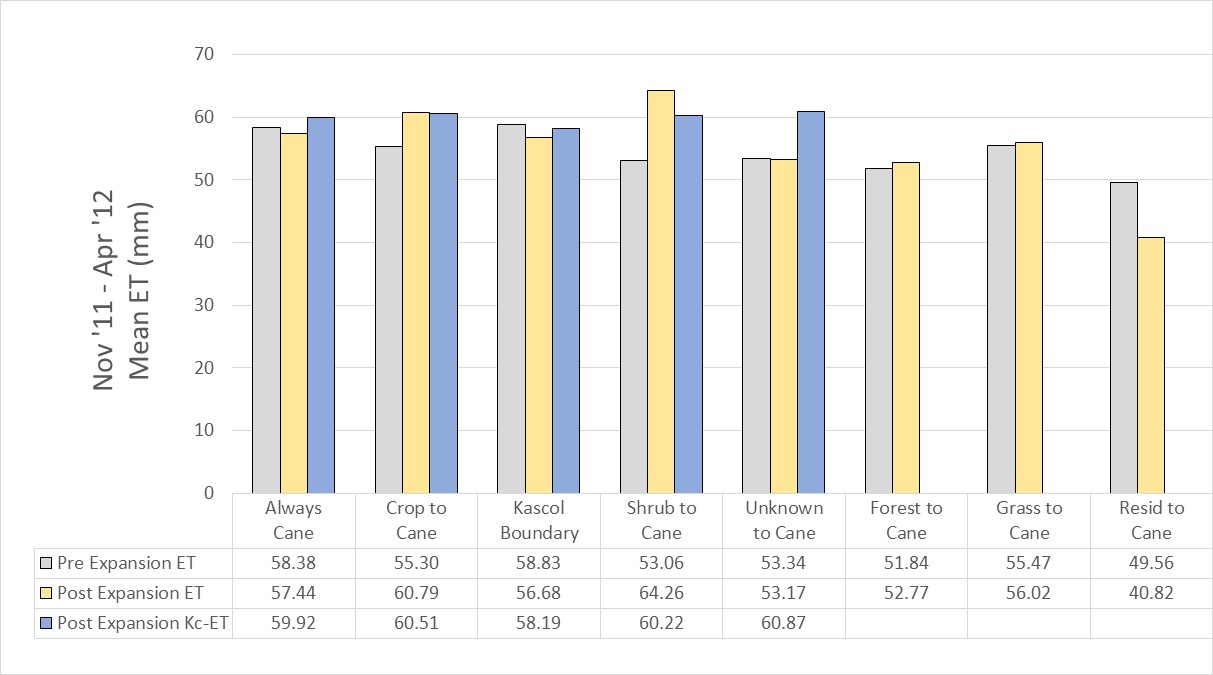 70
60
50
40
30
20
10
0
Nov '11 - Apr '12
Mean ET (mm)
Always Cane Crop to Cane Kascol Boundary Shrub to Cane Unknown to Cane Forest to Cane Grass to Cane Resid to Cane
Pre Expansion ET 58.38 55.30 58.83 53.06 53.34 51.84 55.47 49.56
Post Expansion ET 57.44 60.79 56.68 64.26 53.17 52.77 56.02 40.82
Post Expansion Kc-ET 59.92 60.51 58.19 60.22 60.87